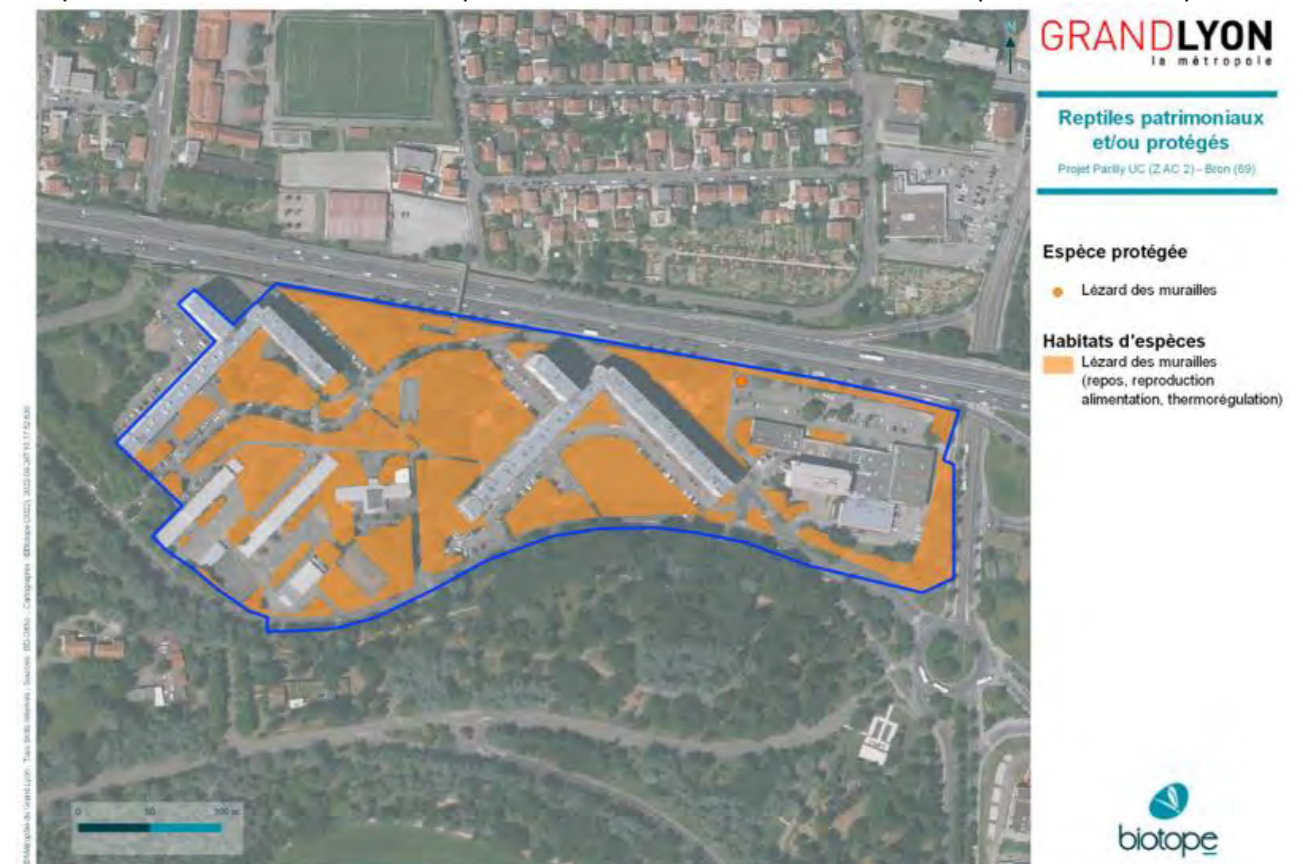 N
GRANDLYON
la métropole
Reptiles patrimoniaux
et/ou protégés
Projet Parilly UC (ZAC 2) – Bron (69)
Espèce protégée
Lézard des murailles
Habitats d'espèces
Lézard des murailles
(repos, reproduction
alimentation, thermorégulation)
0 50 100 m
biotope